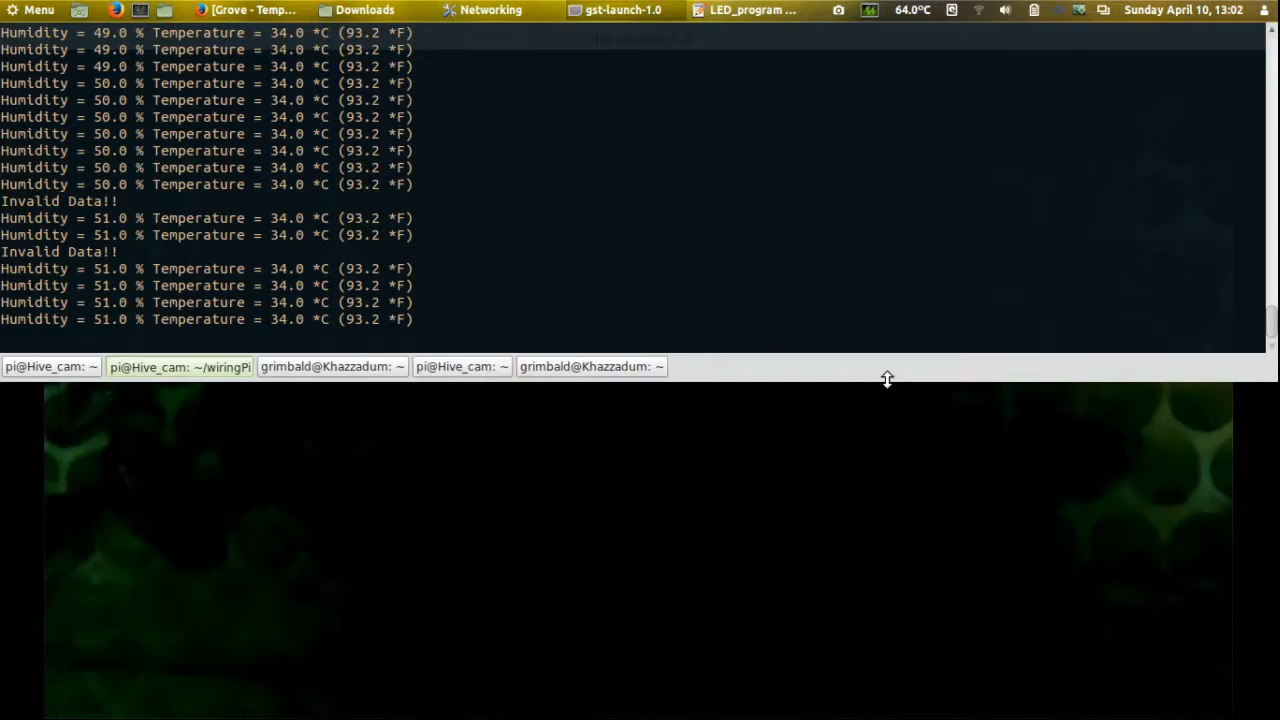 Menu [Grove - Temp... Downloads Networking gst-launch-1.0 LED_program ... 64.0°C Sunday April 10, 13:02
Humidity = 49.0 % Temperature = 34.0 *C (93.2 *F)
Humidity = 49.0 % Temperature = 34.0 *C (93.2 *F)
Humidity = 49.0 % Temperature = 34.0 *C (93.2 *F)
Humidity = 50.0 % Temperature = 34.0 *C (93.2 *F)
Humidity = 50.0 % Temperature = 34.0 *C (93.2 *F)
Humidity = 50.0 % Temperature = 34.0 *C (93.2 *F)
Humidity = 50.0 % Temperature = 34.0 *C (93.2 *F)
Humidity = 50.0 % Temperature = 34.0 *C (93.2 *F)
Humidity = 50.0 % Temperature = 34.0 *C (93.2 *F)
Humidity = 50.0 % Temperature = 34.0 *C (93.2 *F)
Invalid Data!!
Humidity = 51.0 % Temperature = 34.0 *C (93.2 *F)
Humidity = 51.0 % Temperature = 34.0 *C (93.2 *F)
Invalid Data!!
Humidity = 51.0 % Temperature = 34.0 *C (93.2 *F)
Humidity = 51.0 % Temperature = 34.0 *C (93.2 *F)
Humidity = 51.0 % Temperature = 34.0 *C (93.2 *F)
Humidity = 51.0 % Temperature = 34.0 *C (93.2 *F)
pi@Hive_cam: ~ pi@Hive_cam: ~/wiringPi grimbald@Khazzadum: ~ pi@Hive_cam: ~ grimbald@Khazzadum: ~